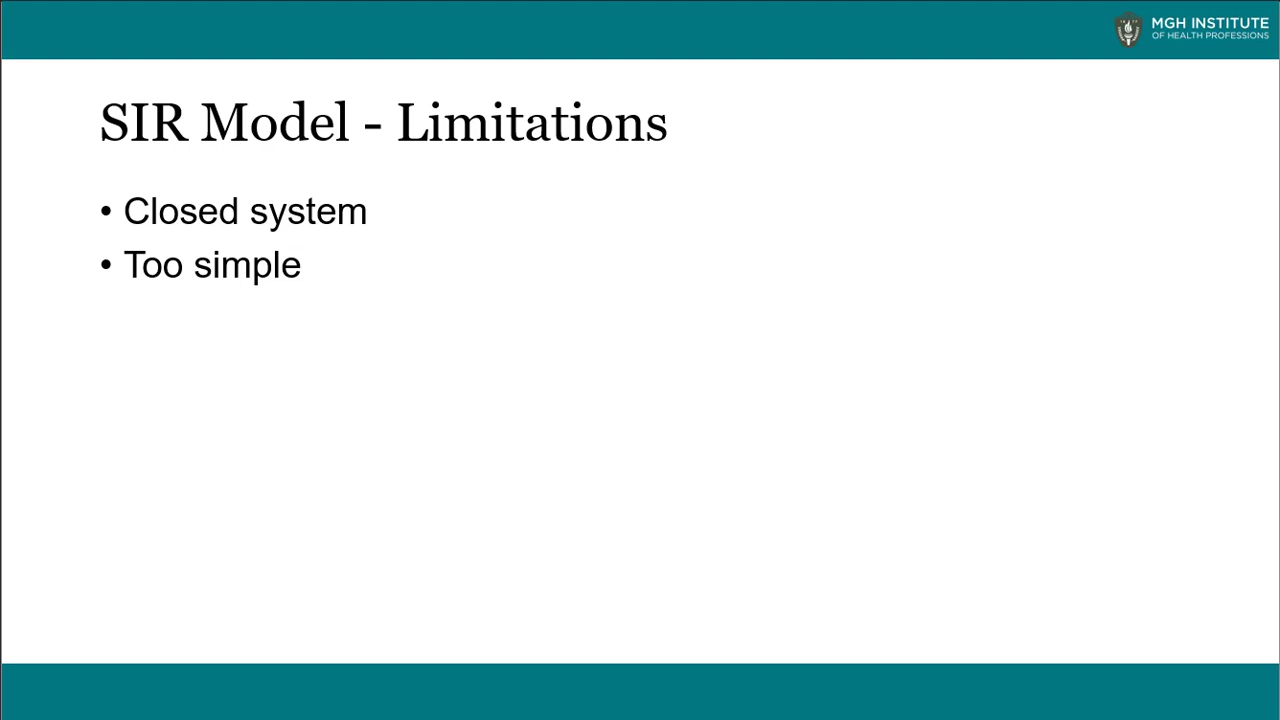 MGH INSTITUTE
OF HEALTH PROFESSIONS
SIR Model - Limitations
• Closed system
• Too simple